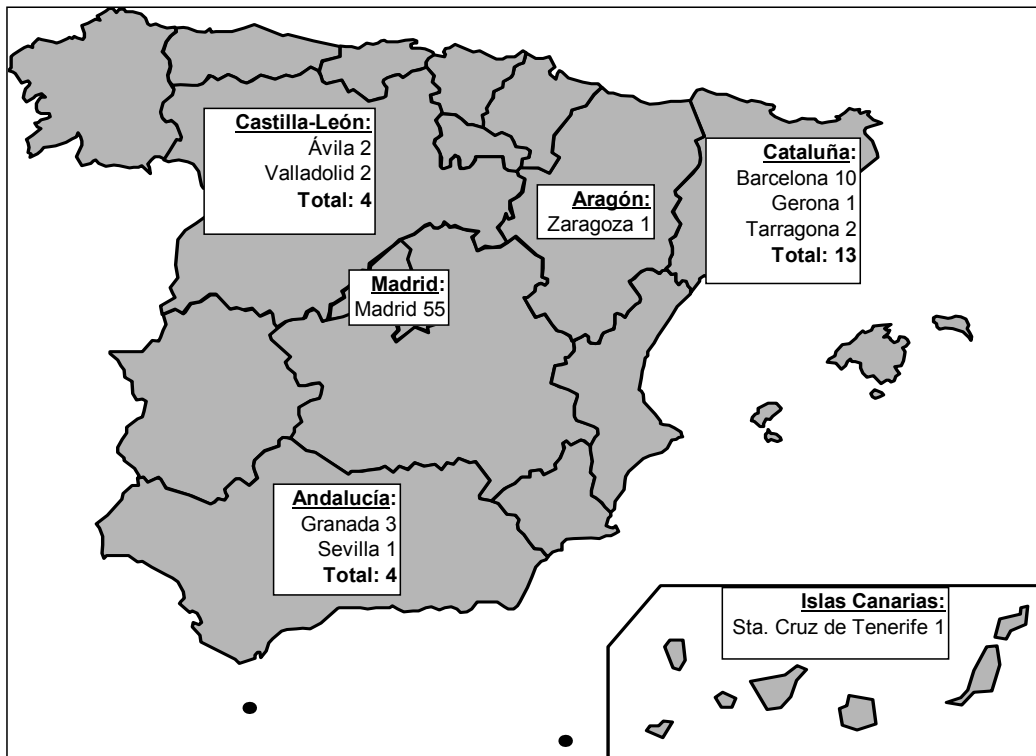 Castilla-León:
Ávila 2
Valladolid 2
Total: 4
Cataluña:
Barcelona 10
Gerona 1
Tarragona 2
Total: 13
Aragón:
Zaragoza 1
Madrid:
Madrid 55
Andalucía:
Granada 3
Sevilla 1
Total: 4
Islas Canarias:
Sta. Cruz de Tenerife 1